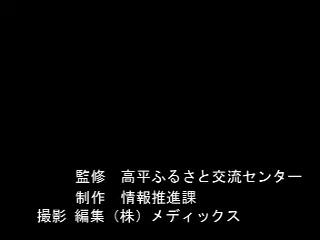 監修　高平ふるさと交流センター
制作　情報推進課
撮影 編集（株）メディックス